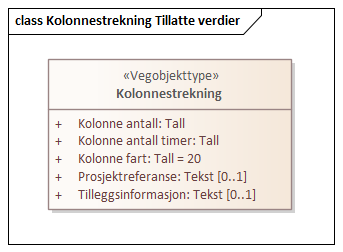 class Kolonnestrekning Tillatte verdier
«Vegobjekttype»
Kolonnestrekning
+ Kolonne antall: Tall
+ Kolonne antall timer: Tall
+ Kolonne fart: Tall = 20
+ Prosjektreferanse: Tekst [0..1]
+ Tilleggsinformasjon: Tekst [0..1]